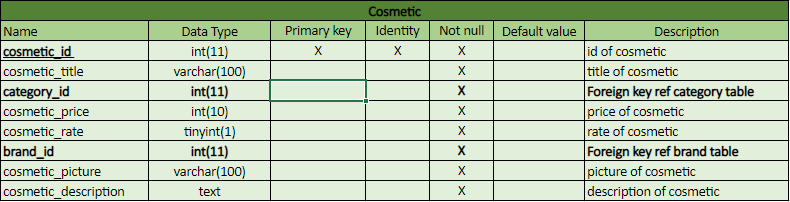 Cosmetic
Name Data Type Primary key Identity Not null Default value Description
cosmetic_id int(11) X X X id of cosmetic
cosmetic_title varchar(100) X title of cosmetic
category_id int(11) X Foreign key ref category table
cosmetic_price int(10) X price of cosmetic
cosmetic_rate tinyint(1) X rate of cosmetic
brand_id int(11) X Foreign key ref brand table
cosmetic_picture varchar(100) X picture of cosmetic
cosmetic_description text X description of cosmetic